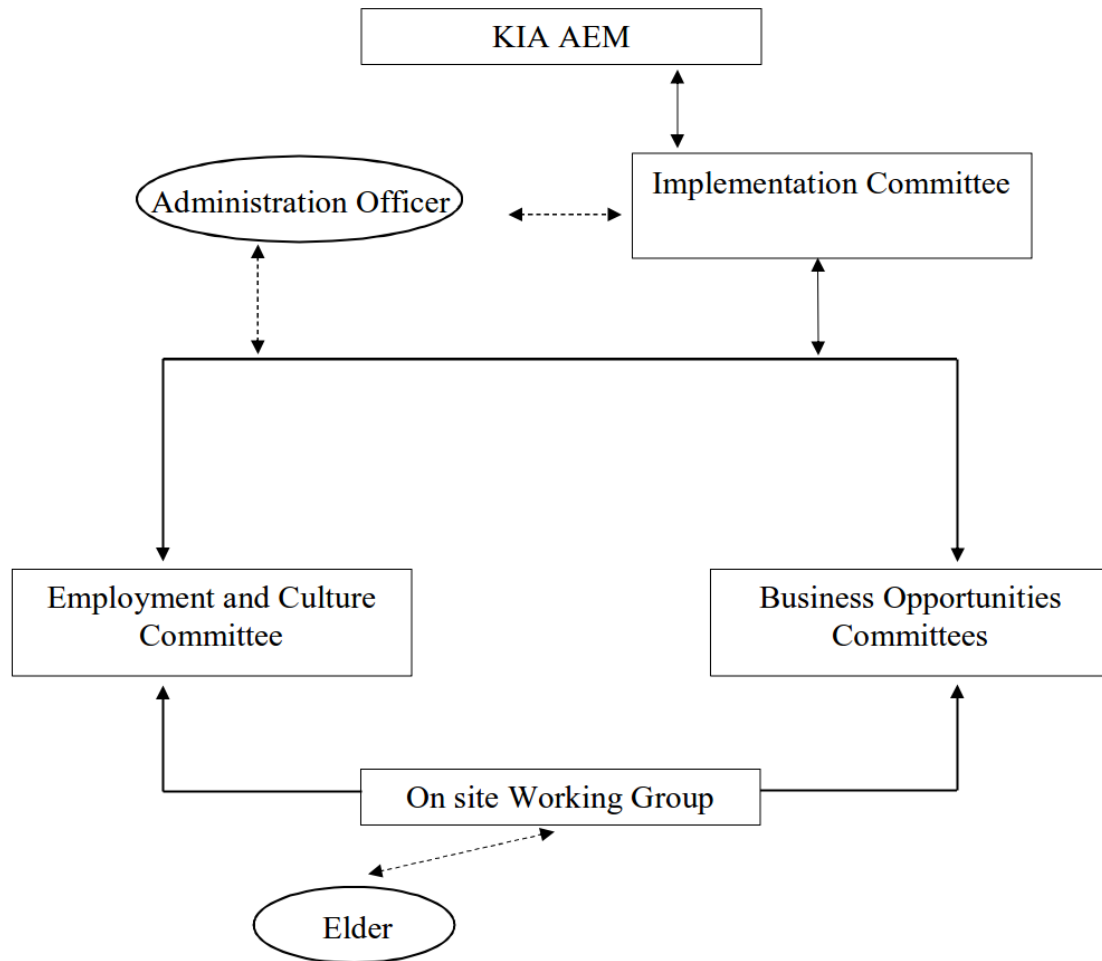 KIA AEM
Implementation Committee
Administration Officer
Employment and Culture
Committee
Business Opportunities
Committees
On site Working Group
Elder